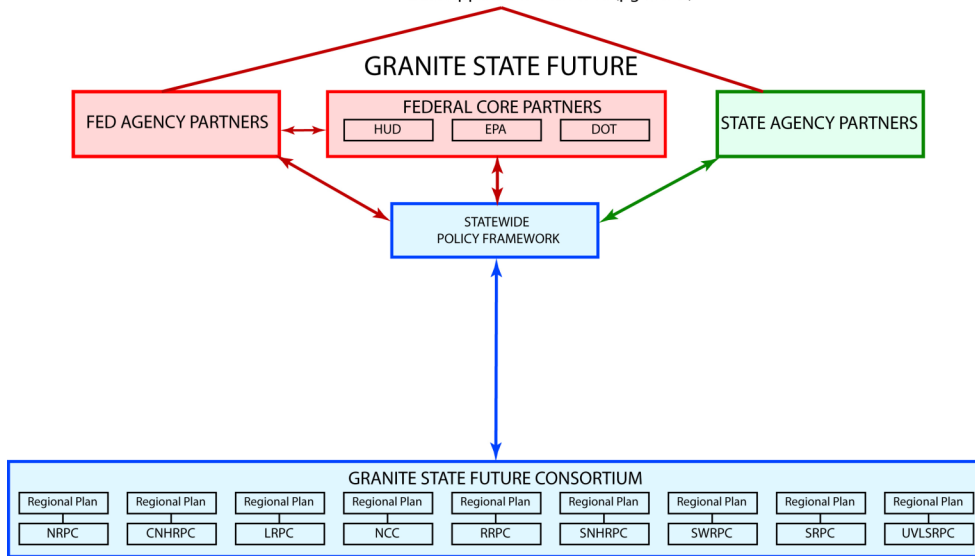 GRANITE STATE FUTURE
FED AGENCY PARTNERS
FEDERAL CORE PARTNERS
HUD EPA DOT
STATE AGENCY PARTNERS
STATEWIDE
POLICY FRAMEWORK
GRANITE STATE FUTURE CONSORTIUM
Regional Plan Regional Plan Regional Plan Regional Plan Regional Plan Regional Plan Regional Plan Regional Plan Regional Plan
NRPC CNHRPC LRPC NCC RRPC SNHRPC SWRPC SRPC UVLSRPC